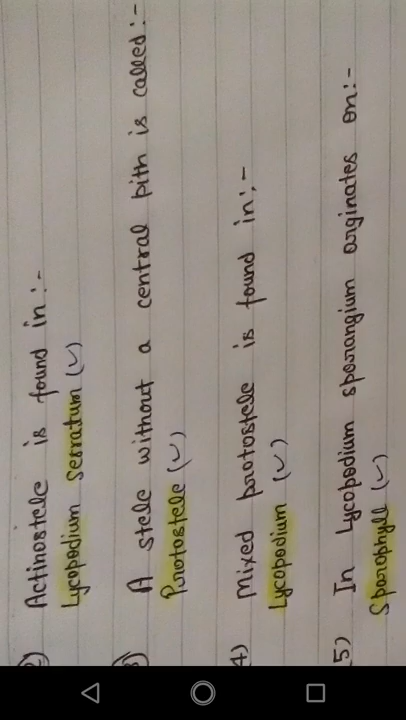 Actinostele is found in:-
Lycopodium serratum (✓)
3) A stele without a central pith is called:-
Protostele (✓)
4) Mixed protostele is found in:-
Lycopodium (✓)
5) In Lycopodium sporangium orginates on:-
Sporophyll (✓)